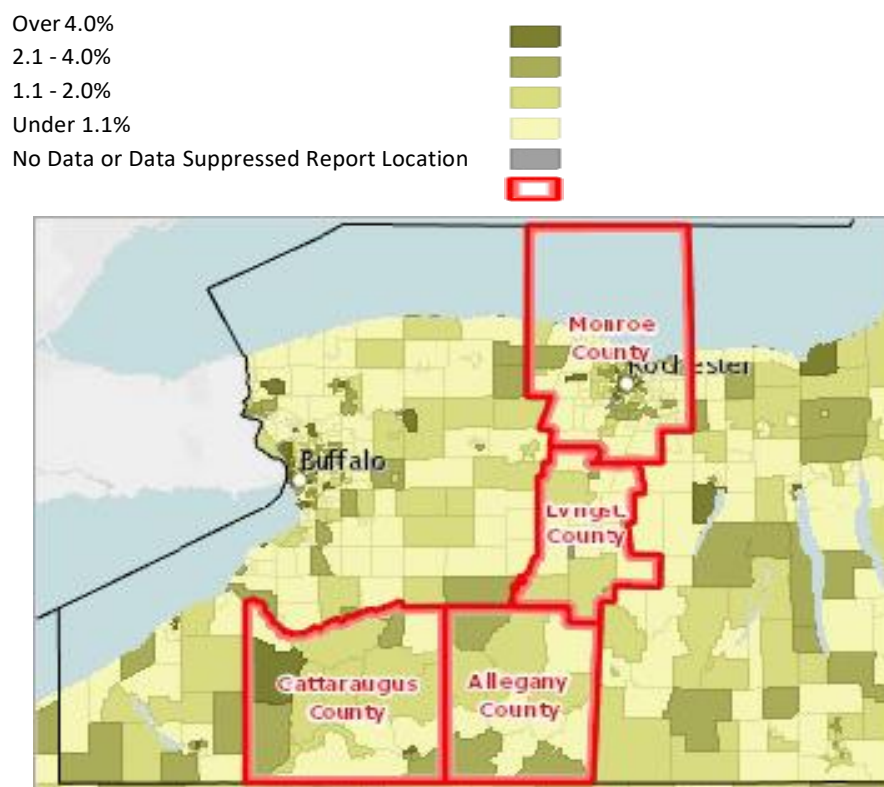 Over 4.0%
2.1 - 4.0%
1.1 - 2.0%
Under 1.1%
No Data or Data Suppressed Report Location
Monroe
County
Rochester
Buffalo
County
Cattaraugus
County
Allegany
County